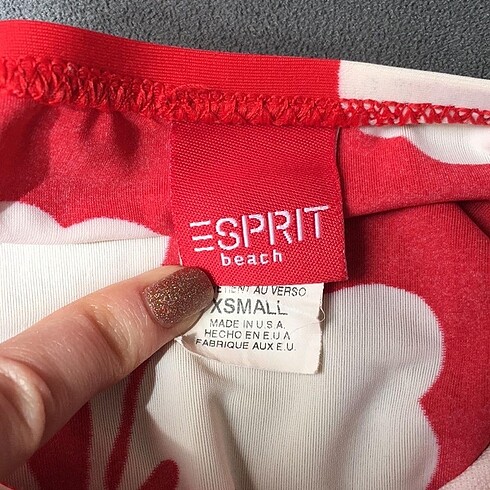 ESPRIT
beach
AU VERSO
XSMALL
MADE IN U.S.A.
HECHO EN E.U.A
FABRIQUE AUX E.U.